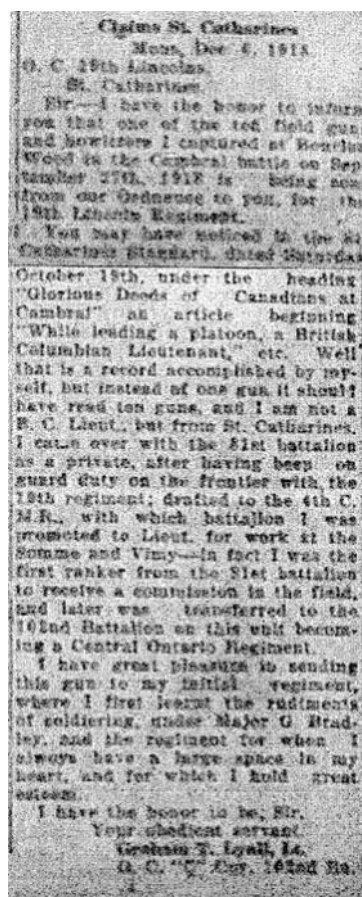 Claims St. Catharines
Mons, Dec. 6, 1918
O. C. 19th Lincolns,
St. Catharines.
Sir.—I have the honor to inform
you that one of the ten field guns
and howitzers I captured at Bourlon
Wood in the Cambrai battle on Sep
tember 27th, 1918 is being sent
from our Ordnance to you, for the
19th Lincoln Regiment.
You may have noticed in the St.
Catharines Standard, dated Saturday
October 19th, under the heading
"Glorious Deeds of Canadians at
Cambrai" an article beginning
"While leading a platoon, a British
Columbian Lieutenant, etc. Well
that is a record accomplished by my-
self, but instead of one gun it should
have read ten guns, and I am not a
B. C. Lieut., but from St. Catharines.
I came over with the 81st battalion
as a private, after having been on
guard duty on the frontier with the
19th regiment; drafted to the 4th C.
M.R., with which battalion I was
promoted to Lieut. for work at the
Somme and Vimy—in fact I was the
first ranker from the 81st battalion
to receive a commission in the field,
and later was transferred to the
102nd Battalion on this unit becom-
ing a Central Ontario Regiment.
I have great pleasure in sending
this gun to my initial regiment,
where I first learnt the rudiments
of soldiering, under Major G. Brad
ley, and the regiment for when I
always have a large space in my
heart, and for which I hold great
esteem.
I have the honor to be, Sir,
Your obedient servant,
Graham T. Lyall, Lt.
O. C. "C" Coy. 102nd Bn.